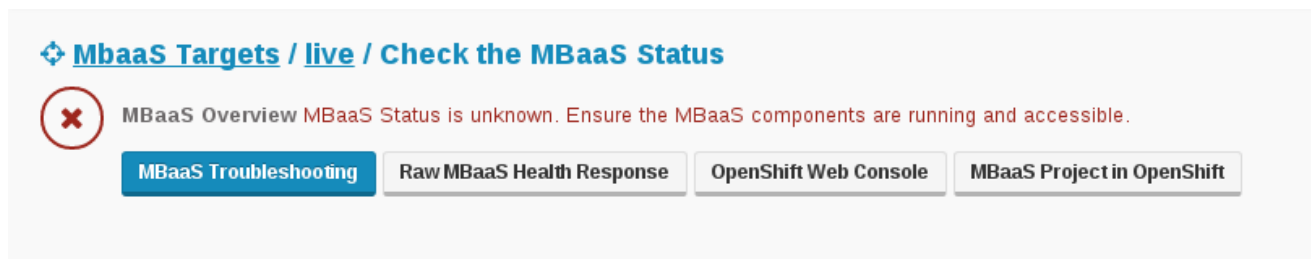 MbaaS Targets / live / Check the MBaaS Status
MBaaS Overview MBaaS Status is unknown. Ensure the MBaaS components are running and accessible.
MBaaS Troubleshooting Raw MBaaS Health Response OpenShift Web Console MBaaS Project in OpenShift